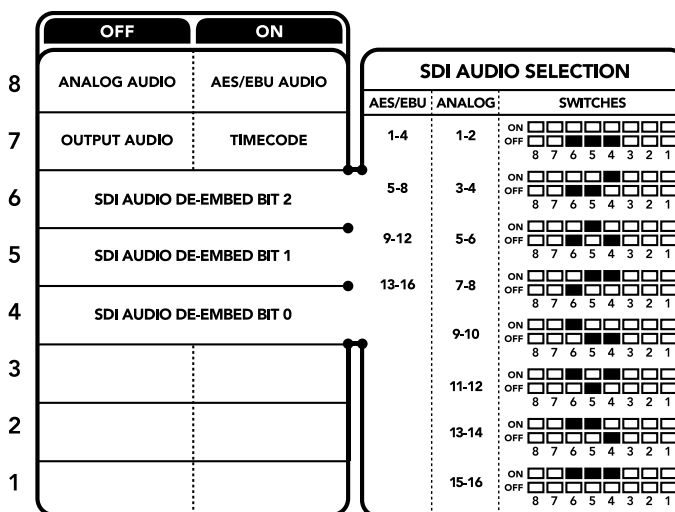 OFF ON
8 ANALOG AUDIO AES/EBU AUDIO
7 OUTPUT AUDIO TIMECODE
6 SDI AUDIO DE-EMBED BIT 2
5 SDI AUDIO DE-EMBED BIT 1
4 SDI AUDIO DE-EMBED BIT 0
3
2
1
SDI AUDIO SELECTION
AES/EBU ANALOG SWITCHES
1-4 1-2 ON
OFF
8 7 6 5 4 3 2 1
5-8 3-4 ON
OFF
8 7 6 5 4 3 2 1
9-12 5-6 ON
OFF
8 7 6 5 4 3 2 1
13-16 7-8 ON
OFF
8 7 6 5 4 3 2 1
9-10 ON
OFF
8 7 6 5 4 3 2 1
11-12 ON
OFF
8 7 6 5 4 3 2 1
13-14 ON
OFF
8 7 6 5 4 3 2 1
15-16 ON
OFF
8 7 6 5 4 3 2 1